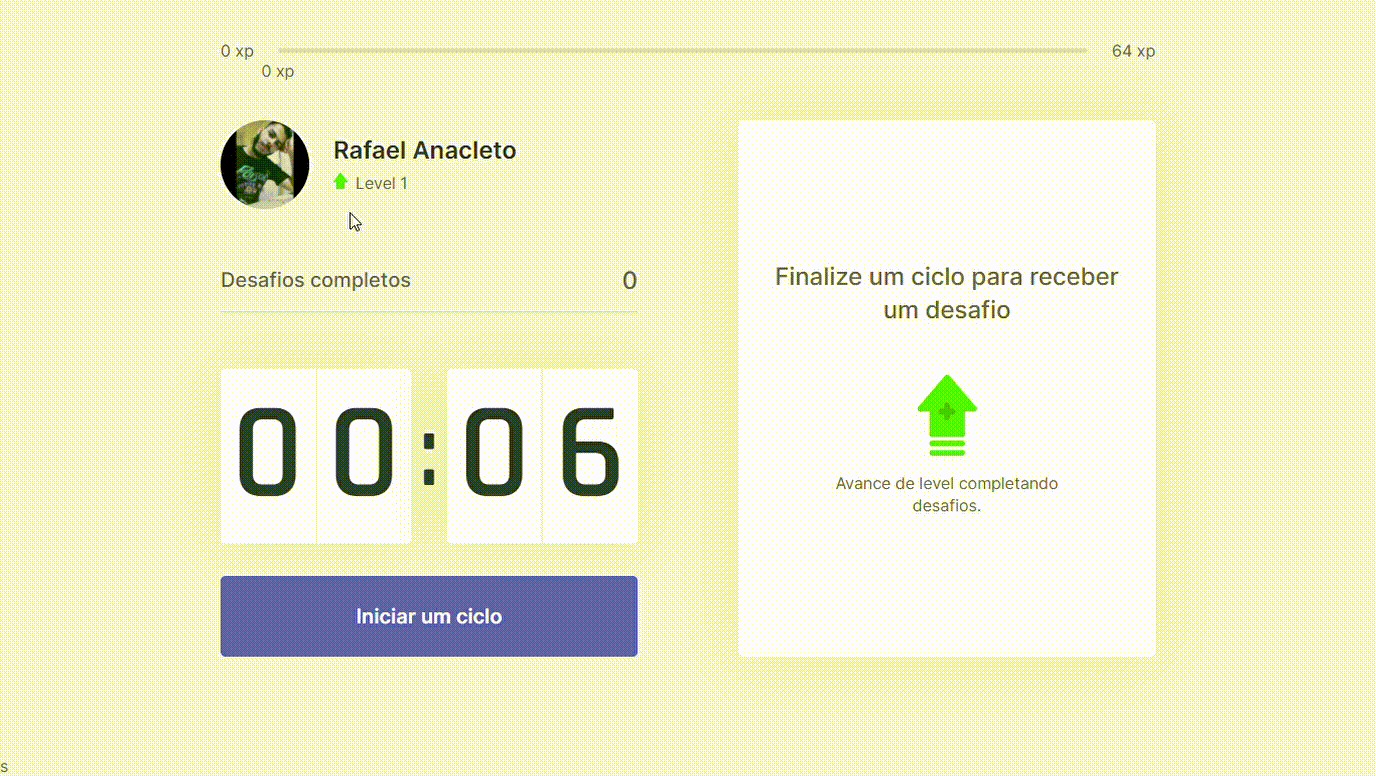 0 xp
64 xp
0 xp
Rafael Anacleto
Level 1
Desafios completos
0
00:06
Iniciar um ciclo
Finalize um ciclo para receber
um desafio
Avance de level completando
desafios.
s